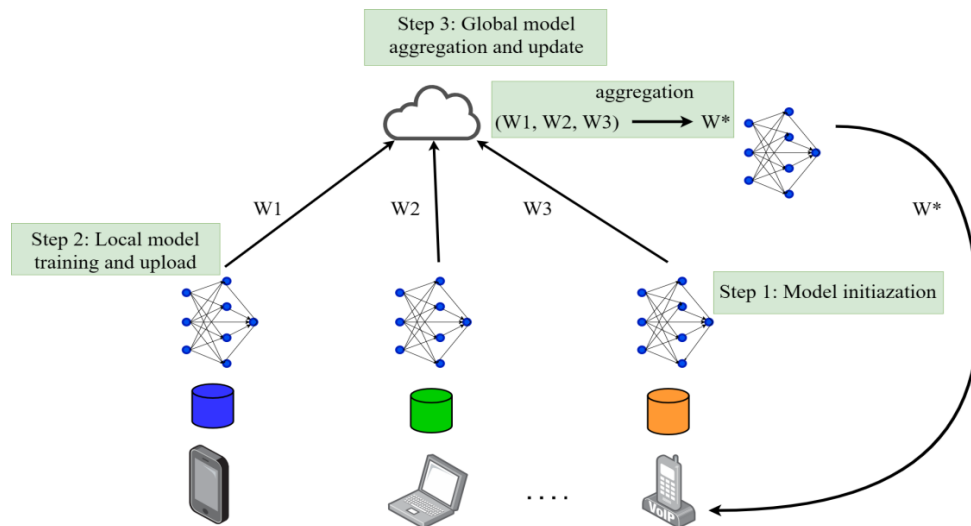 Step 3: Global model
aggregation and update
aggregation
(W1, W2, W3) W*
W1
W2
W3
W*
Step 2: Local model
training and upload
Step 1: Model initiazation
. . . .
VoIP